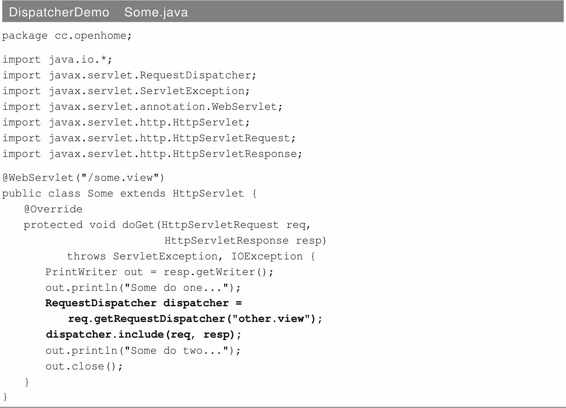 DispatcherDemo Some.java
package cc.openhome;
import java.io.*;
import javax.servlet.RequestDispatcher;
import javax.servlet.ServletException;
import javax.servlet.annotation.WebServlet;
import javax.servlet.http.HttpServlet;
import javax.servlet.http.HttpServletRequest;
import javax.servlet.http.HttpServletResponse;
@WebServlet("/some.view")
public class Some extends HttpServlet {
@Override
protected void doGet(HttpServletRequest req,
HttpServletResponse resp)
throws ServletException, IOException {
PrintWriter out = resp.getWriter();
out.println("Some do one...");
RequestDispatcher dispatcher =
req.getRequestDispatcher("other.view");
dispatcher.include(req, resp);
out.println("Some do two...");
out.close();
}
}